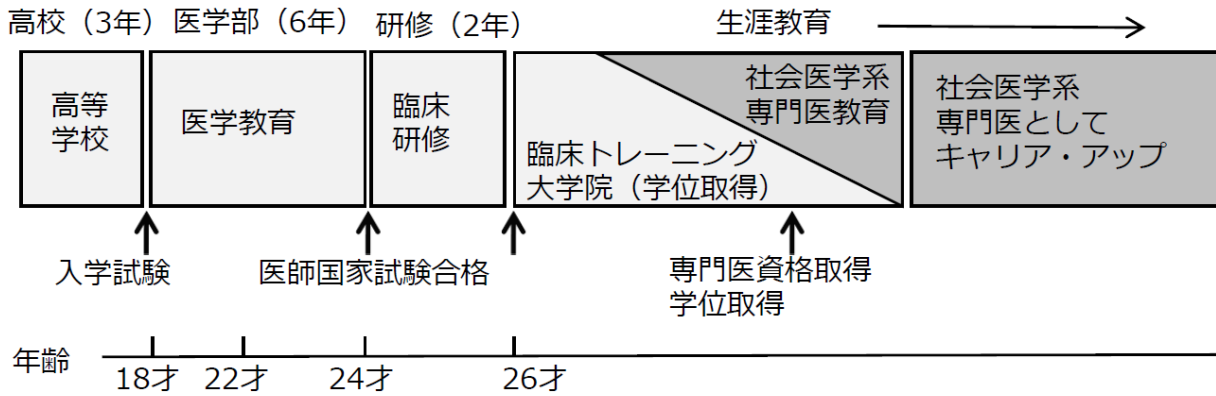 高校（3年）
医学部（6年）
研修（2年）
生涯教育
高等
学校
医学教育
臨床
研修
臨床トレーニング
大学院（学位取得）
社会医学系
専門医教育
社会医学系
専門医として
キャリア・アップ
入学試験
医師国家試験合格
専門医資格取得
学位取得
年齢
18才
22才
24才
26才